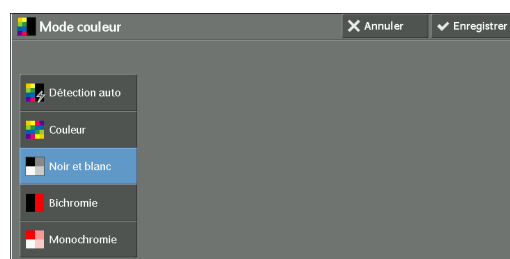 Mode couleur
Annuler
Enregistrer
Détection auto
Couleur
Noir et blanc
Bichromie
Monochromie